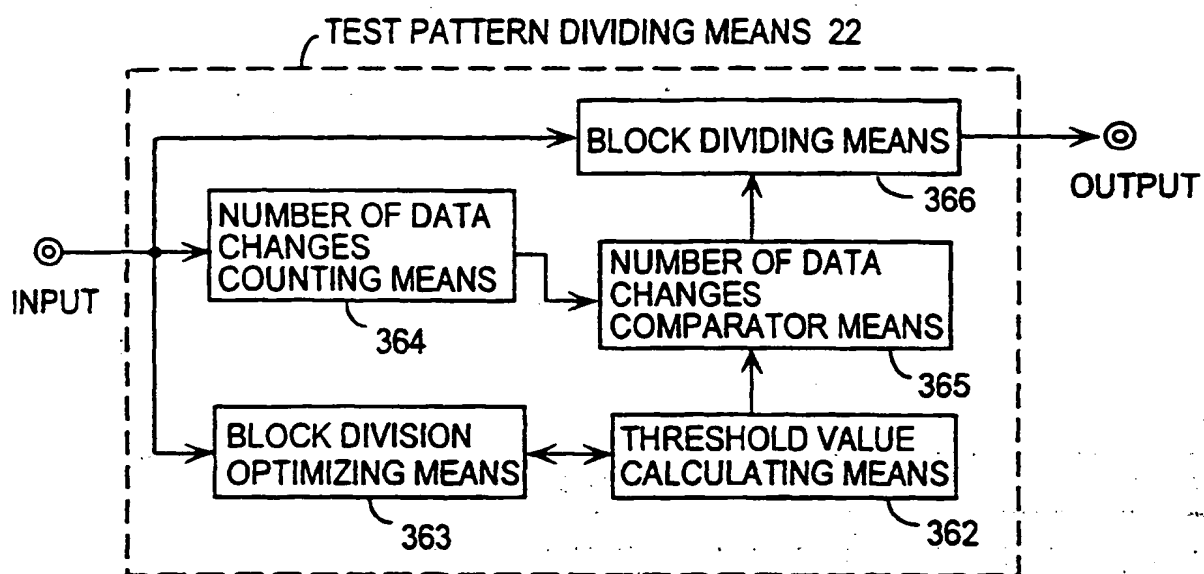 TEST PATTERN DIVIDING MEANS 22
BLOCK DIVIDING MEANS
366
OUTPUT
NUMBER OF DATA
CHANGES
COUNTING MEANS
364
INPUT
NUMBER OF DATA
CHANGES
COMPARATOR MEANS
365
BLOCK DIVISION
OPTIMIZING MEANS
363
THRESHOLD VALUE
CALCULATING MEANS
362